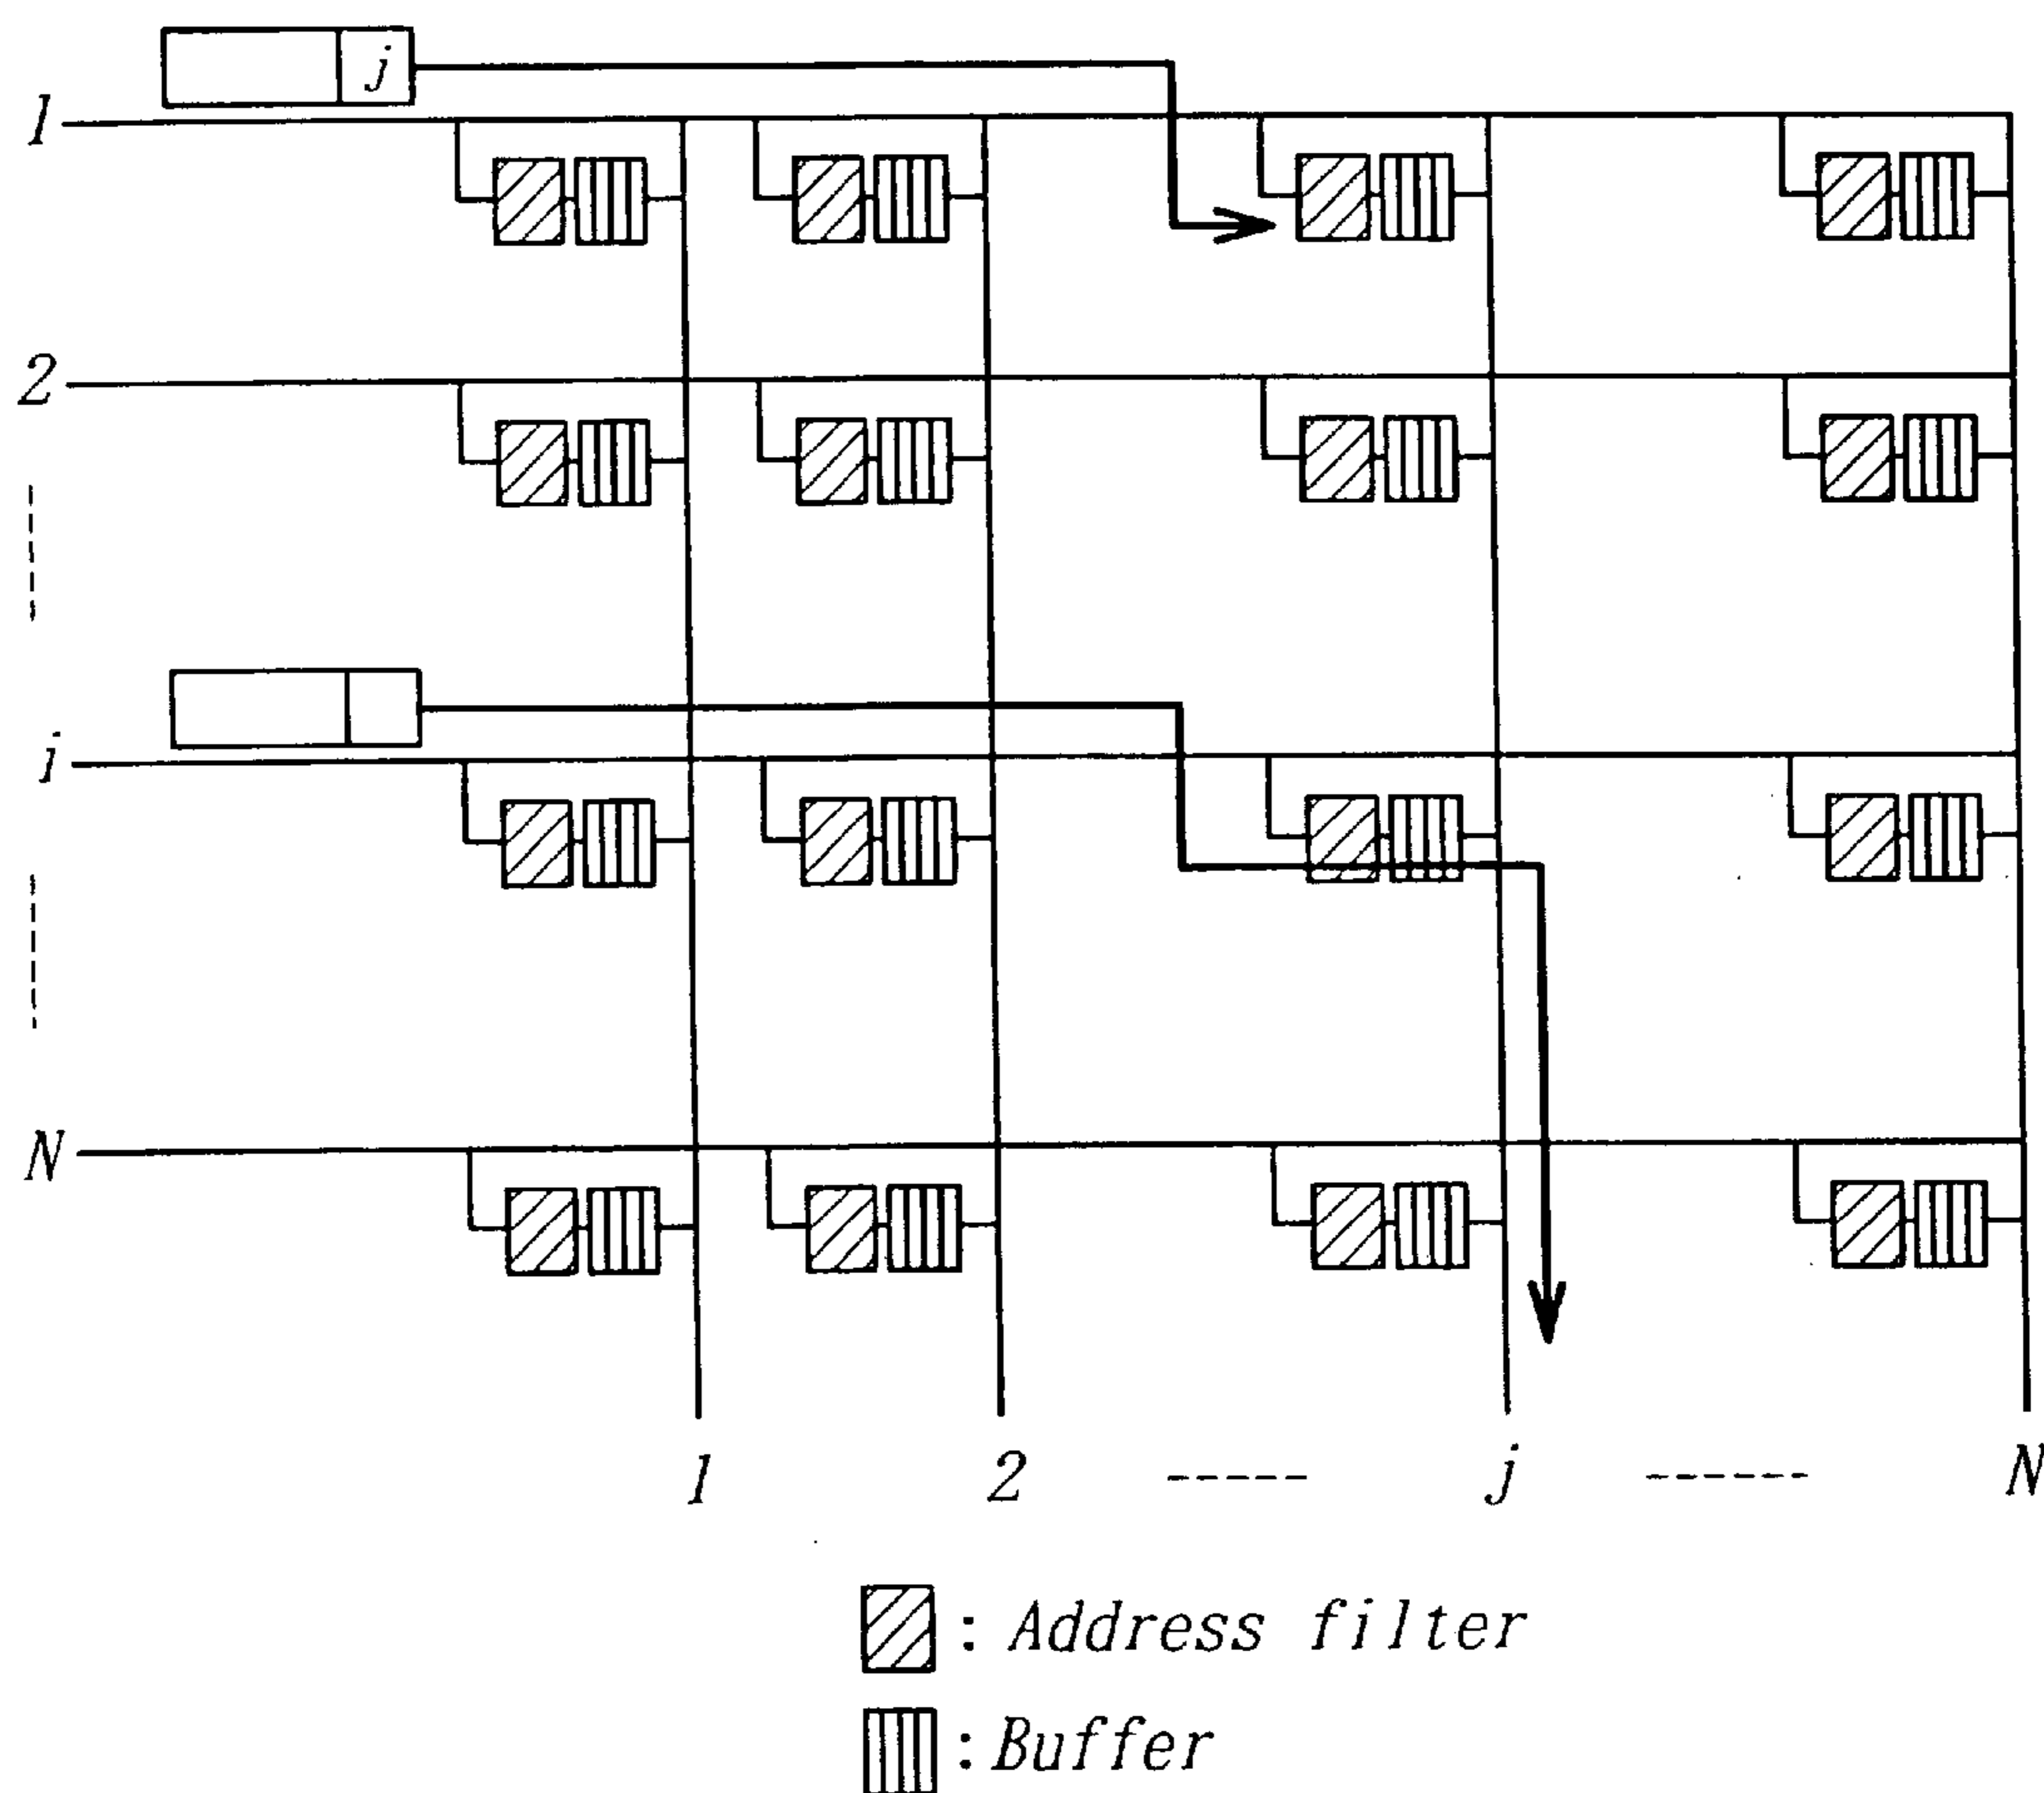 j
1
2
i
N
1 2 ----- j ------ N
: Address filter
: Buffer